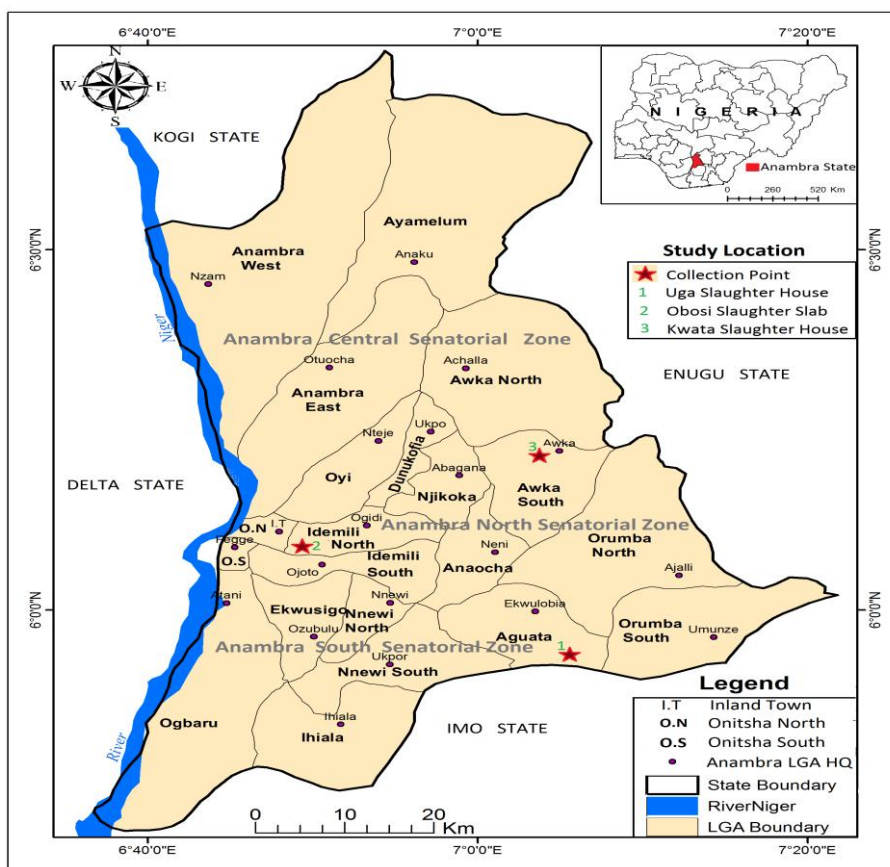 6°40'0"E
7°0'0"E
7°20'0"E
N
W
E
S
KOGI STATE
NIGERIA
Anambra State
0 260 520 Km
6°30'0"N
6°30'0"N
Ayamelum
Anaku
Anambra
West
Nzam
Niger
Study Location
Collection Point
1 Uga Slaughter House
2 Obosi Slaughter Slab
3 Kwata Slaughter House
Anambra Central Senatorial Zone
Otuocha
Achalla
Awka North
Anambra
East
ENUGU STATE
Nteje
Ukpo
Dunukofia
3
Awka
Abagana
Oyi
Njikoka
Awka
South
DELTA STATE
O.N
I.T
Ogidi
Idemili
North
Anambra North Senatorial Zone
Orumba
North
Fegge
2
O.S
Idemili
South
Neni
Anaocha
Ojoto
Ajalli
Atani
Nnewi
Ekwulobia
6°0'0"N
6°0'0"N
Ekwusigo
Nnewi
North
Ozubulu
Aguata
Orumba
South
Umunze
Anambra South Senatorial Zone
1
Ukpor
Nnewi South
Ogbaru
Ihiala
Ihiala
IMO STATE
River
Legend
I.T Inland Town
O.N Onitsha North
O.S Onitsha South
Anambra LGA HQ
State Boundary
RiverNiger
LGA Boundary
0 5 10 20
Km
6°40'0"E
7°0'0"E
7°20'0"E